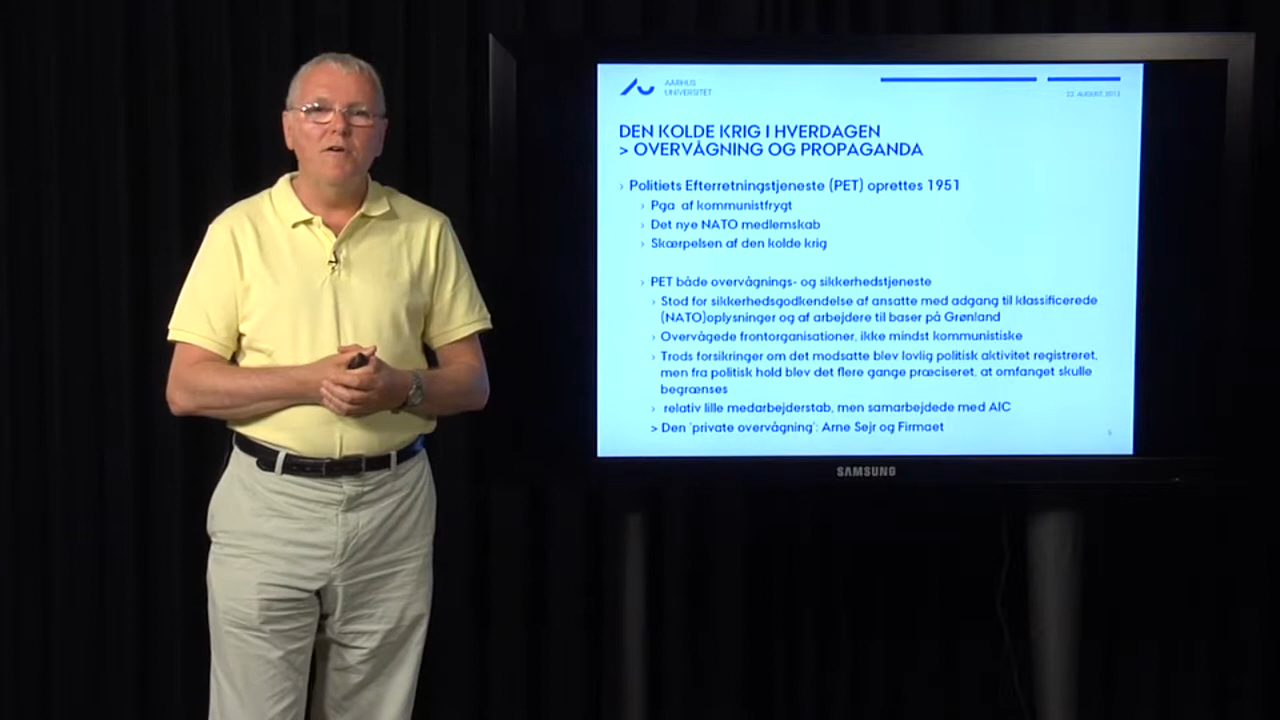 AARHUS
UNIVERSITET
22. AUGUST, 2013
DEN KOLDE KRIG I HVERDAGEN
> OVERVÅGNING OG PROPAGANDA
› Politiets Efterretningstjeneste (PET) oprettes 1951
› Pga af kommunistfrygt
› Det nye NATO medlemskab
› Skærpelsen af den kolde krig
› PET både overvågnings- og sikkerhedstjeneste
› Stod for sikkerhedsgodkendelse af ansatte med adgang til klassificerede
(NATO)oplysninger og af arbejdere til baser på Grønland
› Overvågede frontorganisationer, ikke mindst kommunistiske
› Trods forsikringer om det modsatte blev lovlig politisk aktivitet registreret,
men fra politisk hold blev det flere gange præciseret, at omfanget skulle
begrænses
› relativ lille medarbejderstab, men samarbejdede med AIC
> Den 'private overvågning': Arne Sejr og Firmaet
SAMSUNG